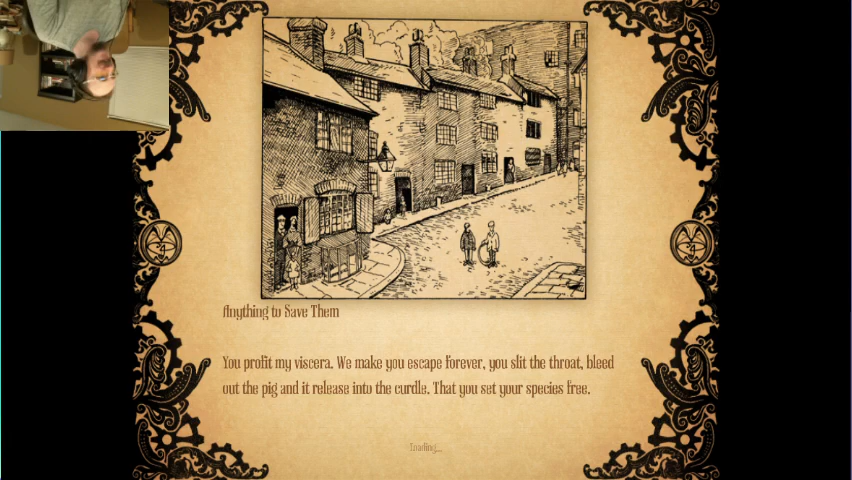 Anything to Save Them
You profit my viscera. We make you escape forever, you slit the throat, bleed
out the pig and it release into the curdle. That you set your species free.
Loading...